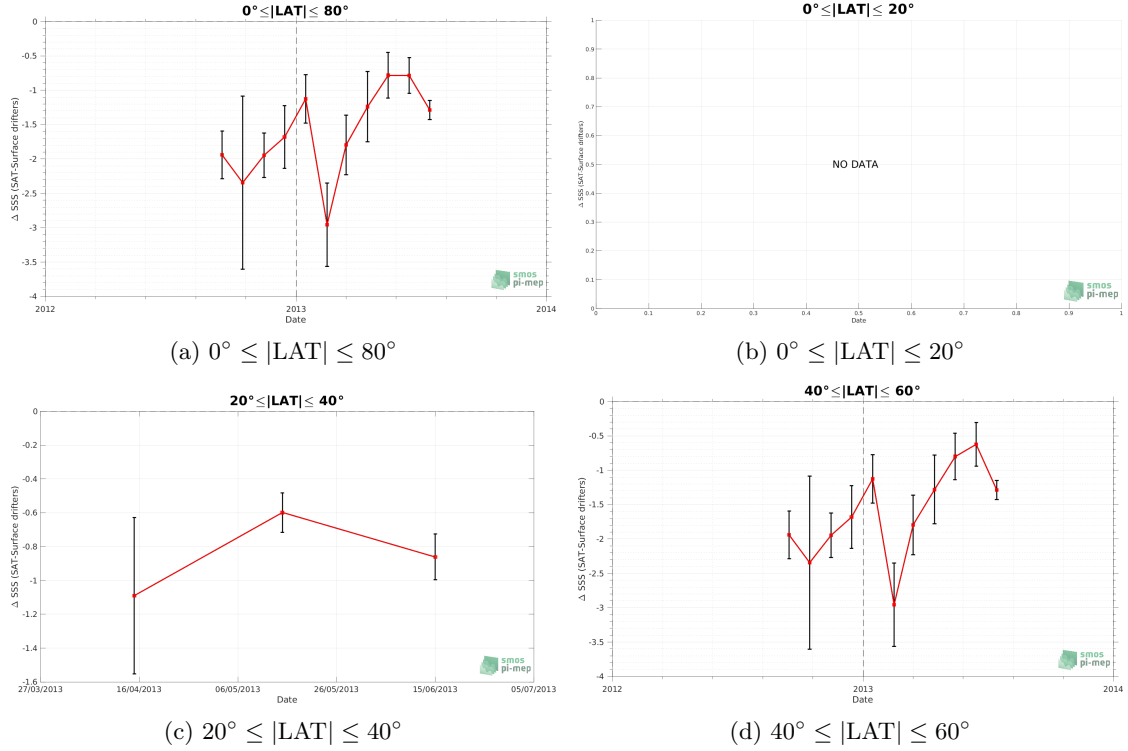 0°≤|LAT|≤ 80°
0
-0.5
-1
-1.5
-2
-2.5
-3
-3.5
-4
Δ SSS (SAT-Surface drifters)
2012
2013
2014
Date
smos
pi-mep
(a) 0° ≤ |LAT| ≤ 80°
0°≤|LAT|≤ 20°
1
0.9
0.8
0.7
0.6
0.5
0.4
0.3
0.2
0.1
0
Δ SSS (SAT-Surface drifters)
NO DATA
0 0.1 0.2 0.3 0.4 0.5 0.6 0.7 0.8 0.9 1
Date
smos
pi-mep
(b) 0° ≤ |LAT| ≤ 20°
20°≤|LAT|≤ 40°
0
-0.2
-0.4
-0.6
-0.8
-1
-1.2
-1.4
-1.6
Δ SSS (SAT-Surface drifters)
27/03/2013 16/04/2013 06/05/2013 26/05/2013 15/06/2013 05/07/2013
Date
smos
pi-mep
(c) 20° ≤ |LAT| ≤ 40°
40°≤|LAT|≤ 60°
0
-0.5
-1
-1.5
-2
-2.5
-3
-3.5
-4
Δ SSS (SAT-Surface drifters)
2012 2013 2014
Date
smos
pi-mep
(d) 40° ≤ |LAT| ≤ 60°